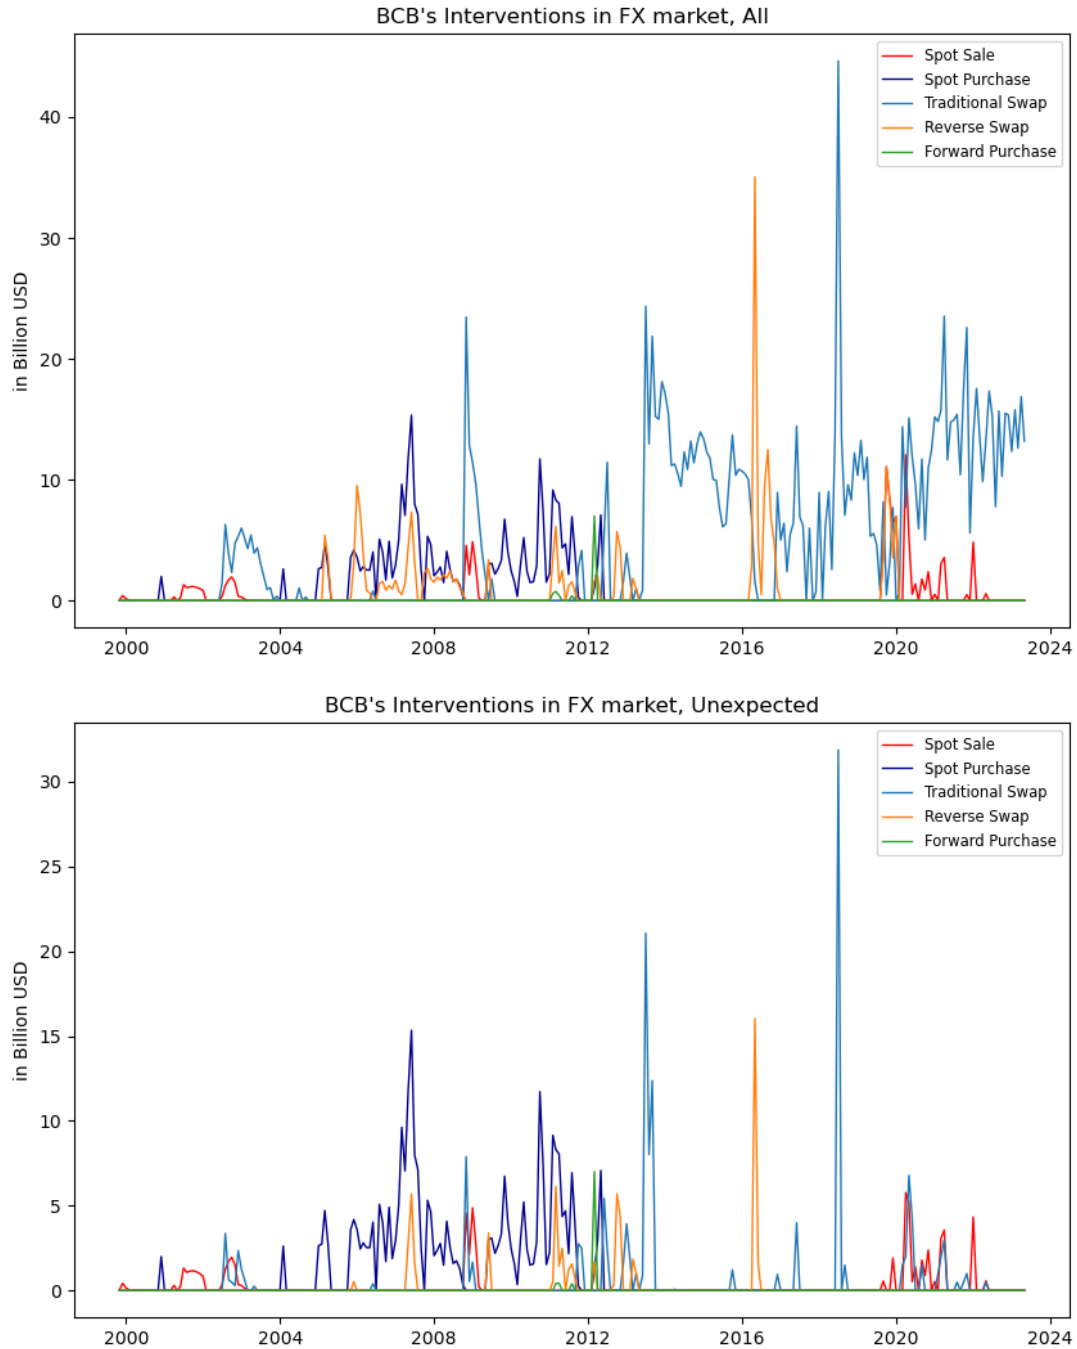 BCB's Interventions in FX market, All
Spot Sale
Spot Purchase
Traditional Swap
Reverse Swap
Forward Purchase
in Billion USD
40
30
20
10
0
2000 2004 2008 2012 2016 2020 2024
BCB's Interventions in FX market, Unexpected
Spot Sale
Spot Purchase
Traditional Swap
Reverse Swap
Forward Purchase
in Billion USD
30
25
20
15
10
5
0
2000 2004 2008 2012 2016 2020 2024